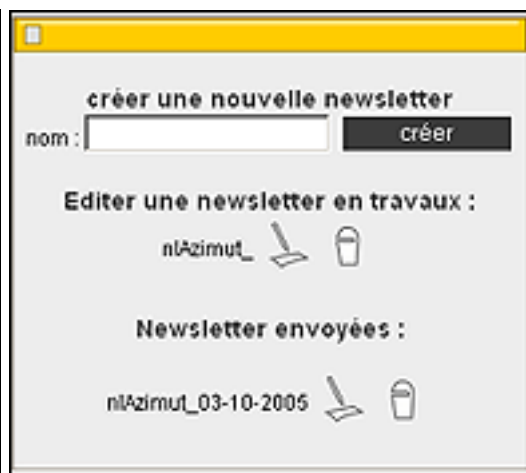 créer une nouvelle newsletter
nom :
créer
Editer une newsletter en travaux :
nlAzimut_
Newsletter envoyées :
nlAzimut_03-10-2005